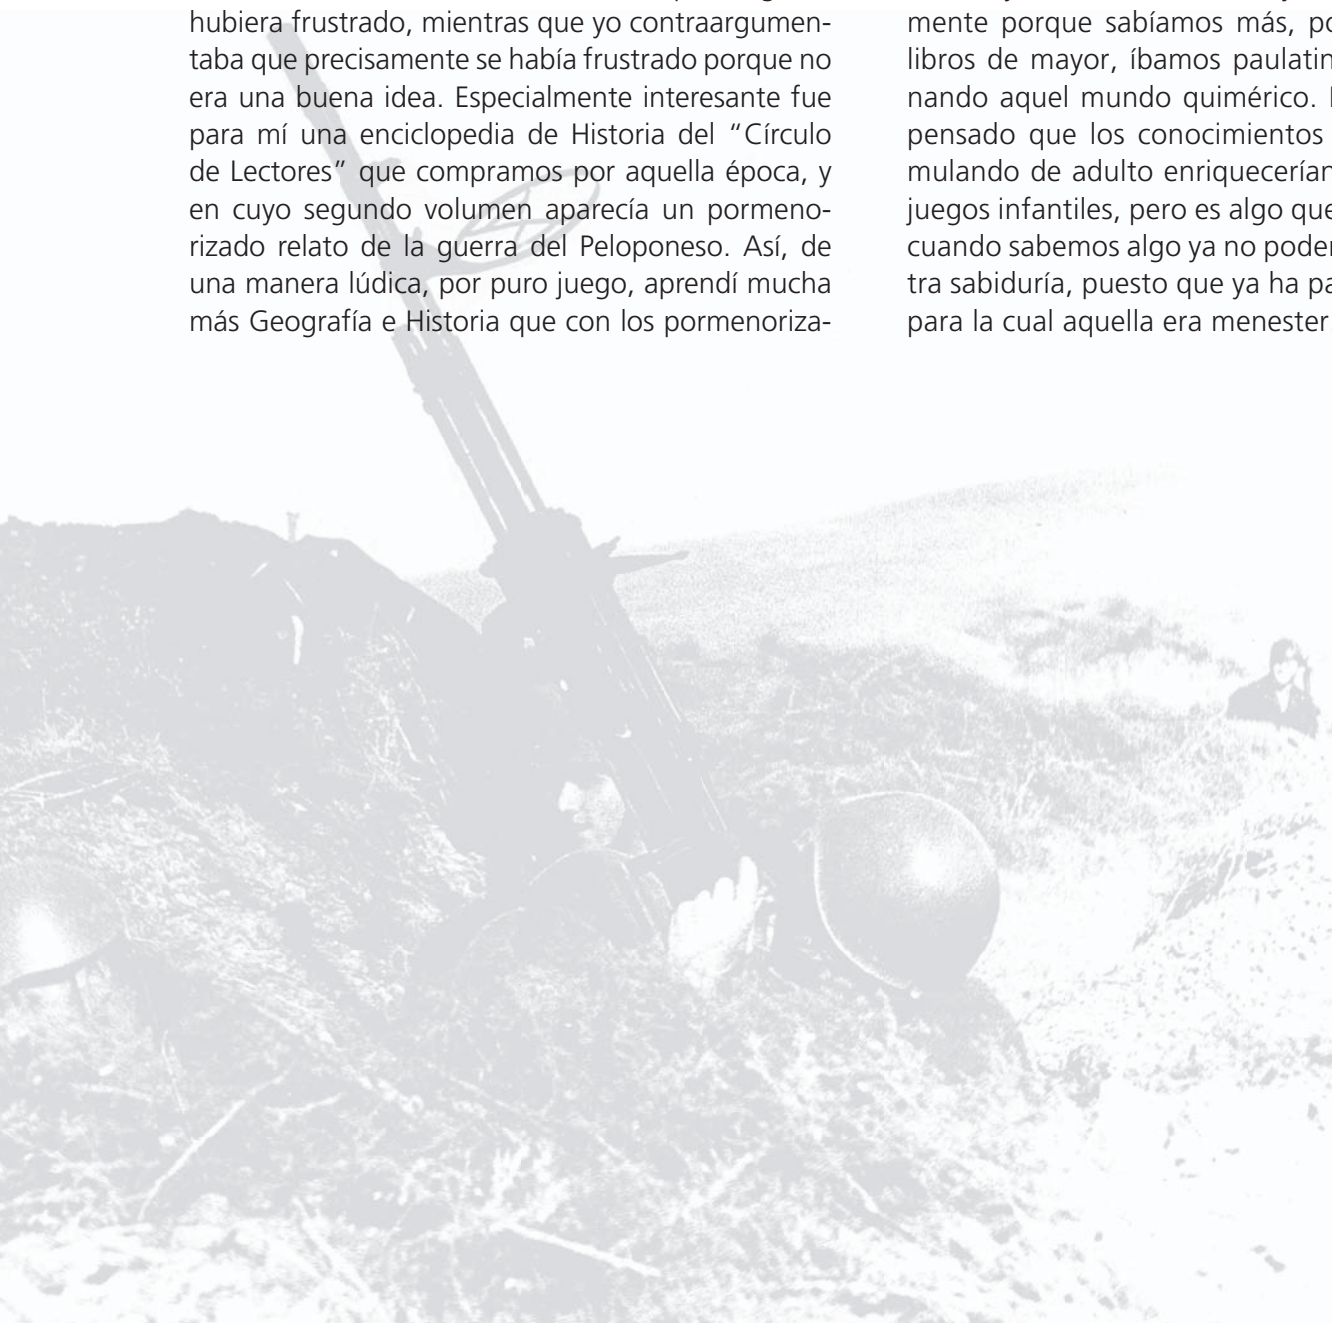 hubiera frustrado, mientras que yo contraargumen-
taba que precisamente se había frustrado porque no
era una buena idea. Especialmente interesante fue
para mí una enciclopedia de Historia del “Círculo
de Lectores” que compramos por aquella época, y
en cuyo segundo volumen aparecía un pormeno-
rizado relato de la guerra del Peloponeso. Así, de
una manera lúdica, por puro juego, aprendí mucha
más Geografía e Historia que con los pormenoriza-
mente porque sabíamos más,
libros de mayor, íbamos
nando aquel mundo quimérico.
pensado que los conocimientos
mulando de adulto
juegos infantiles, pero es algo
cuando sabemos algo ya no
tra sabiduría, puesto que ya ha
para la cual aquella era menester